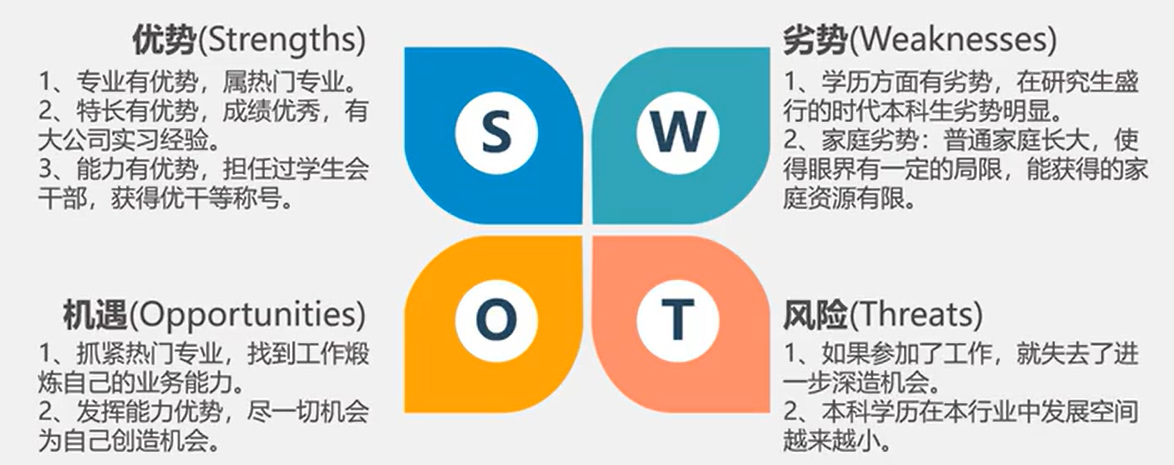 优势(Strengths)
1、专业有优势，属热门专业。
2、特长有优势，成绩优秀，有
大公司实习经验。
3、能力有优势，担任过学生会
干部，获得优干等称号。
S
W
劣势(Weaknesses)
1、学历方面有劣势，在研究生盛
行的时代本科生劣势明显。
2、家庭劣势：普通家庭长大，使
得眼界有一定的局限，能获得的家
庭资源有限。
机遇(Opportunities)
1、抓紧热门专业，找到工作煅
炼自己的业务能力。
2、发挥能力优势，尽一切机会
为自己创造机会。
O
T
风险(Threats)
1、如果参加了工作，就失去了进
一步深造机会。
2、本科学历在本行业中发展空间
越来越小。